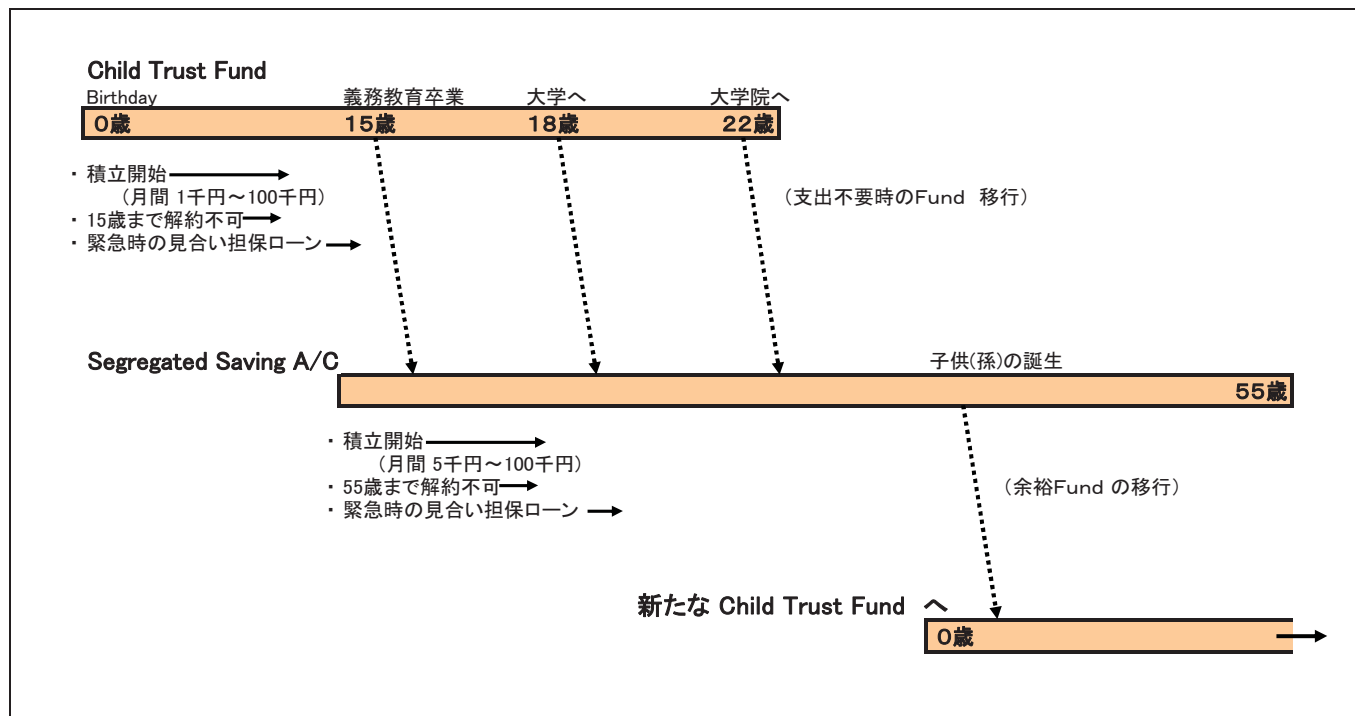 Child Trust Fund
Birthday 義務教育卒業 大学へ 大学院へ
0歳 15歳 18歳 22歳
・ 積立開始
(月間 1千円～100千円)
・ 15歳まで解約不可
・ 緊急時の見合い担保ローン
(支出不要時のFund 移行)
Segregated Saving A/C
子供(孫)の誕生
55歳
・ 積立開始
(月間 5千円～100千円)
・ 55歳まで解約不可
・ 緊急時の見合い担保ローン
(余裕Fund の移行)
新たな Child Trust Fund へ
0歳